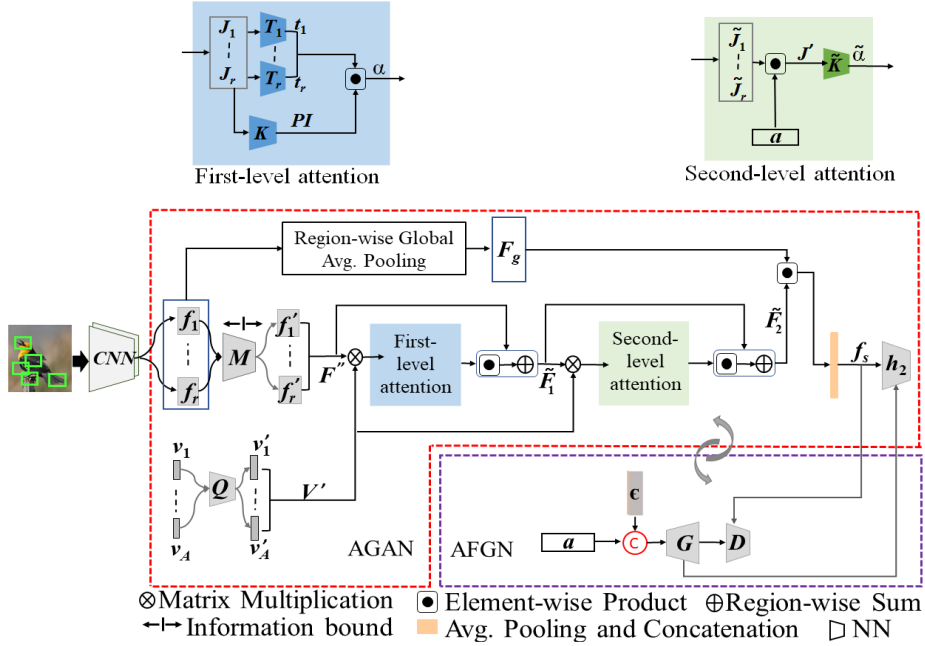 J1
T1
t1
Jr
Tr
tr
α
K
PI
First-level attention
J̃1
J̃r
J′
K̃
α̃
a
Second-level attention
Region-wise Global
Avg. Pooling
Fg
CNN
f1
fr
M
f1′
fr′
F″
First-
level
attention
F̃1
Second-
level
attention
F̃2
fs
h2
v1
vA
Q
v1′
vA′
V′
AGAN
AFGN
ϵ
a
C
G
D
Matrix Multiplication
Element-wise Product
Region-wise Sum
Information bound
Avg. Pooling and Concatenation
NN